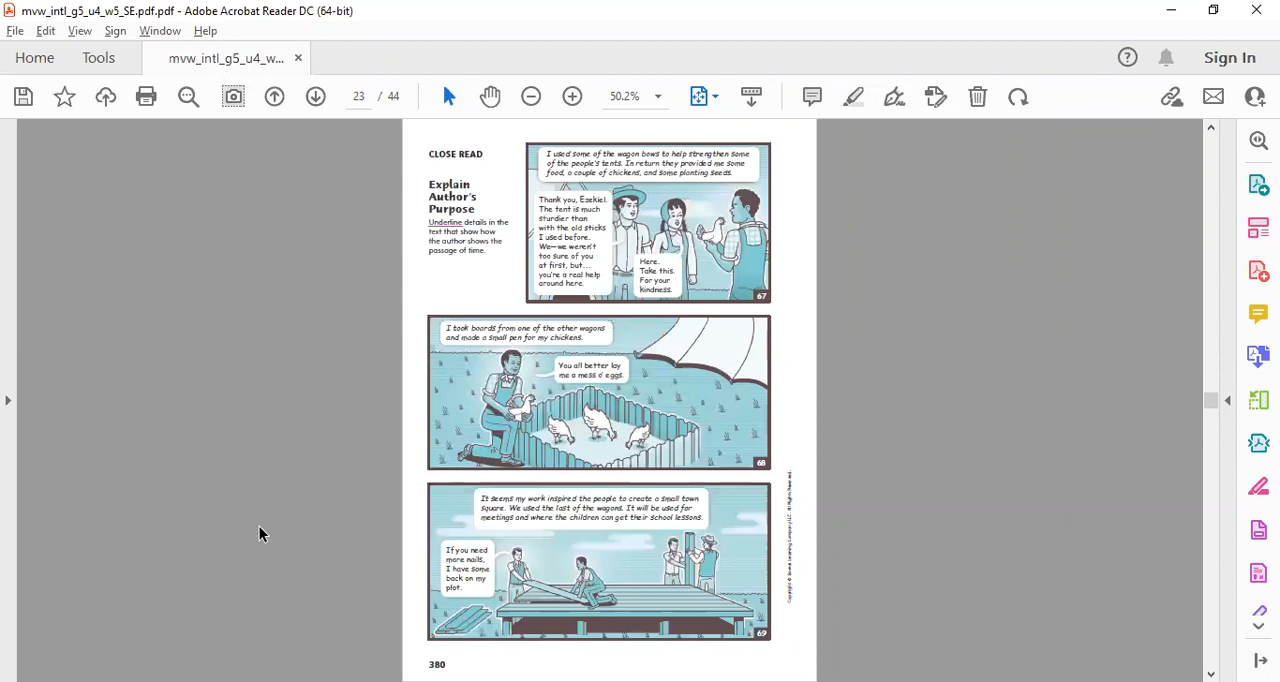 mvw_intl_g5_u4_w5_SE.pdf.pdf - Adobe Acrobat Reader DC (64-bit)
File Edit View Sign Window Help
Home Tools mvw_intl_g5_u4_w... × Sign In
23 / 44 50.2%
CLOSE READ
Explain
Author's
Purpose
Underline details in the
text that show how
the author shows the
passage of time.
I used some of the wagon bows to help strengthen some
of the people's tents. In return they provided me some
food, a couple of chickens, and some planting seeds.
Thank you, Ezekiel.
The tent is much
sturdier than
with the old sticks
I used before.
We—we weren't
too sure of you
at first, but...
you're a real help
around here.
Here.
Take this.
For your
kindness.
67
I took boards from one of the other wagons
and made a small pen for my chickens.
You all better lay
me a mess o' eggs.
68
It seems my work inspired the people to create a small town
square. We used the last of the wagons. It will be used for
meetings and where the children can get their school lessons.
If you need
more nails,
I have some
back on my
plot.
69
Copyright © Savvas Learning Company LLC. All Rights Reserved.
380